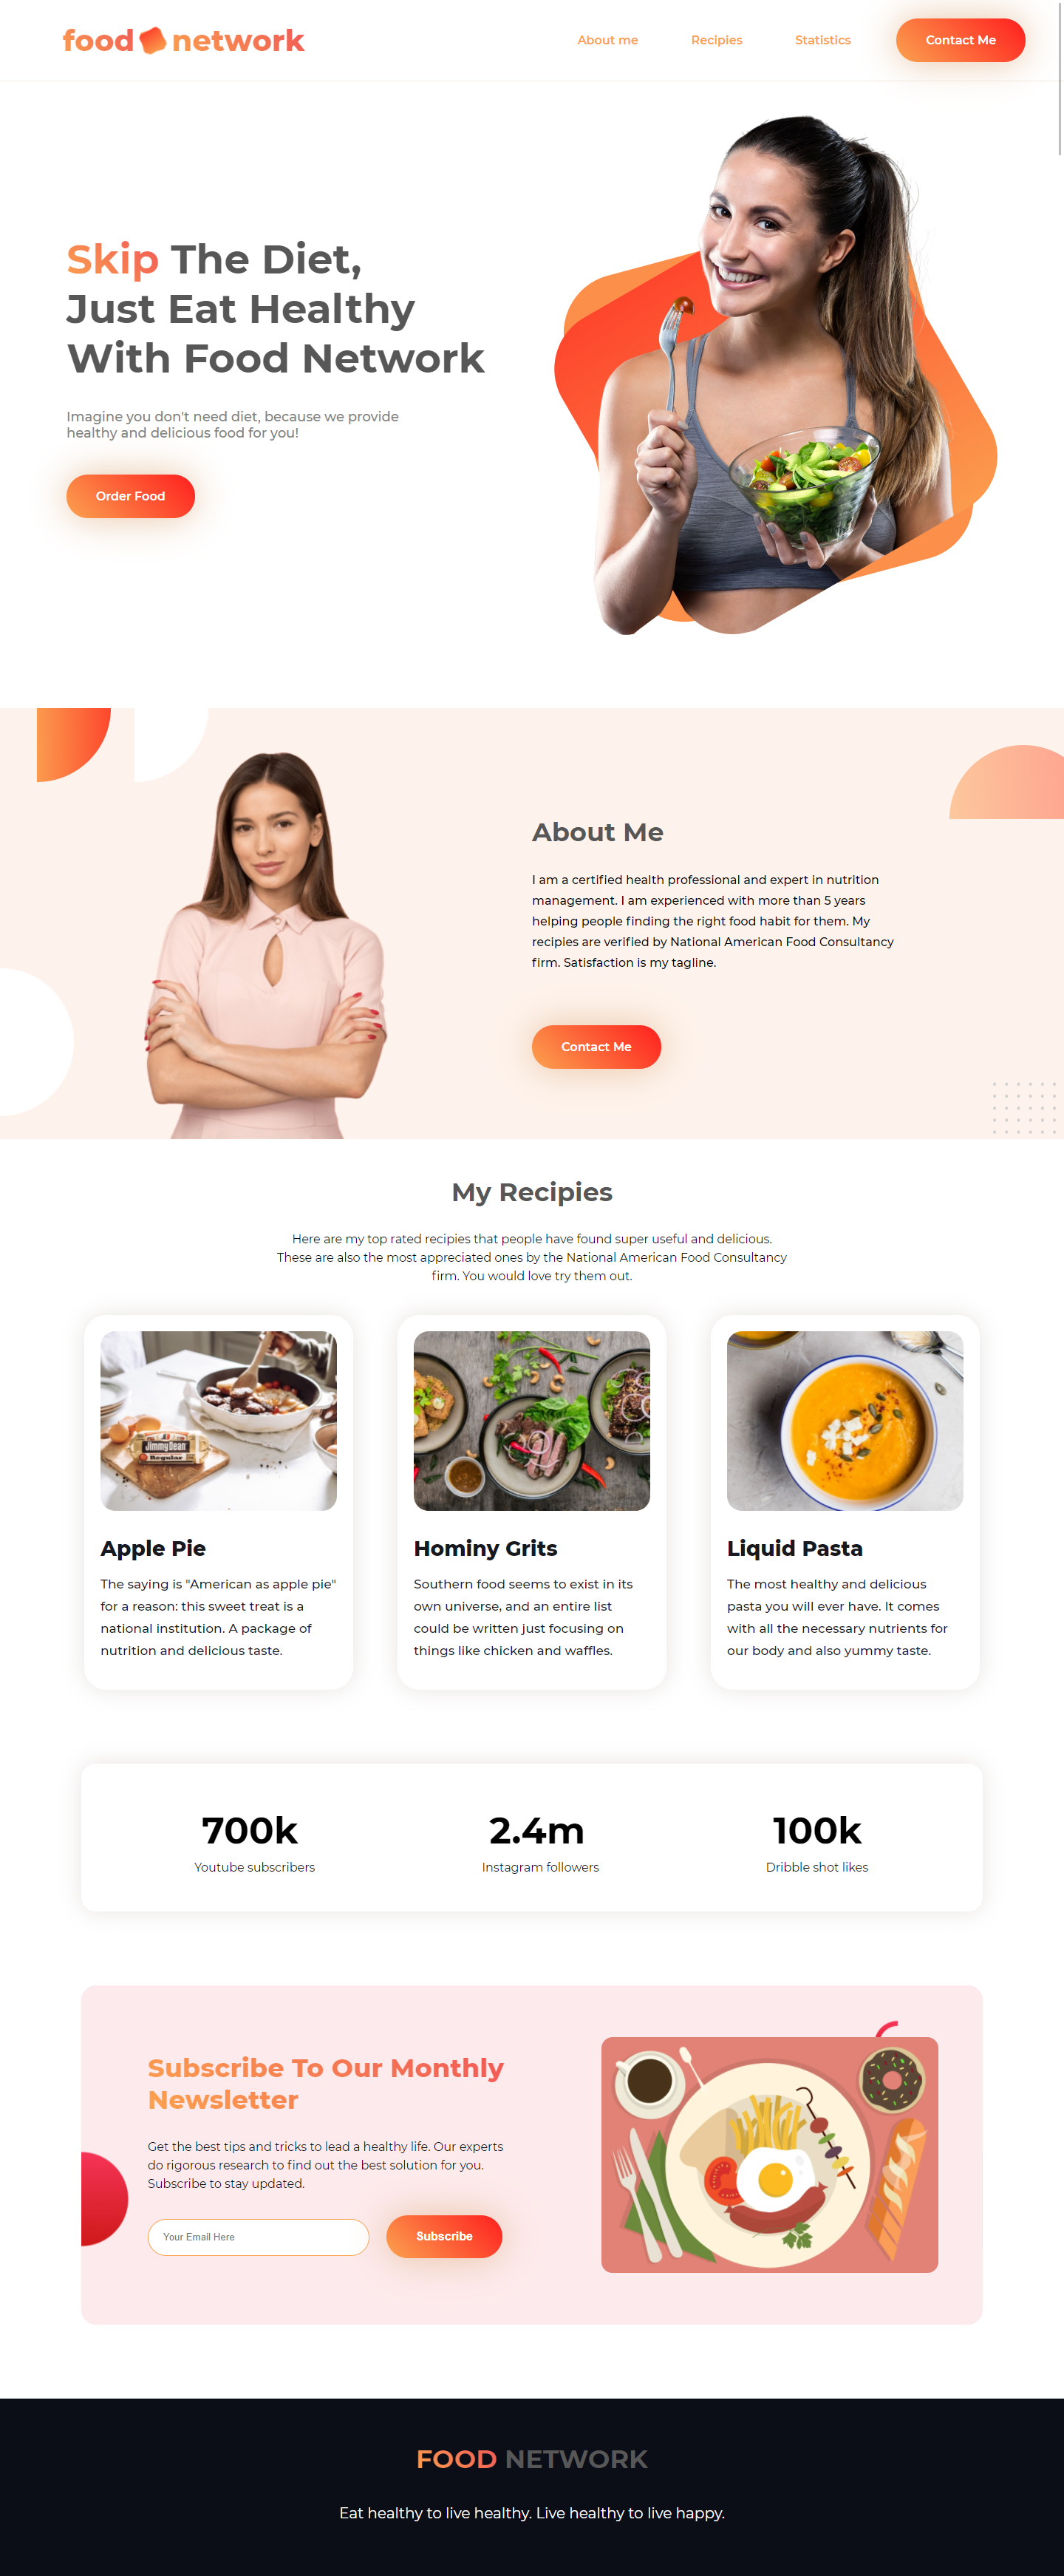 food network
About me
Recipies
Statistics
Contact Me
Skip The Diet,
Just Eat Healthy
With Food Network
Imagine you don't need diet, because we provide
healthy and delicious food for you!
Order Food
About Me
I am a certified health professional and expert in nutrition
management. I am experienced with more than 5 years
helping people finding the right food habit for them. My
recipies are verified by National American Food Consultancy
firm. Satisfaction is my tagline.
Contact Me
My Recipies
Here are my top rated recipies that people have found super useful and delicious.
These are also the most appreciated ones by the National American Food Consultancy
firm. You would love try them out.
Jimmy Dean
Regular
Apple Pie
The saying is "American as apple pie"
for a reason: this sweet treat is a
national institution. A package of
nutrition and delicious taste.
Hominy Grits
Southern food seems to exist in its
own universe, and an entire list
could be written just focusing on
things like chicken and waffles.
Liquid Pasta
The most healthy and delicious
pasta you will ever have. It comes
with all the necessary nutrients for
our body and also yummy taste.
700k
Youtube subscribers
2.4m
Instagram followers
100k
Dribble shot likes
Subscribe To Our Monthly
Newsletter
Get the best tips and tricks to lead a healthy life. Our experts
do rigorous research to find out the best solution for you.
Subscribe to stay updated.
Your Email Here
Subscribe
FOOD NETWORK
Eat healthy to live healthy. Live healthy to live happy.